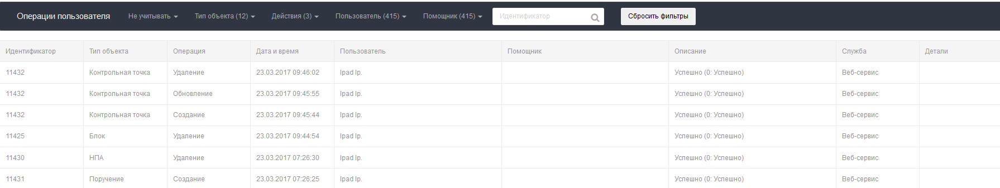 Операции пользователя Не учитывать Тип объекта (12) Действия (3) Пользователь (415) Помощник (415) Идентификатор Сбросить фильтры
Идентификатор Тип объекта Операция Дата и время Пользователь Помощник Описание Служба Детали
11432 Контрольная точка Удаление 23.03.2017 09:46:02 Ipad Ip. Успешно (0: Успешно) Веб-сервис
11432 Контрольная точка Обновление 23.03.2017 09:45:55 Ipad Ip. Успешно (0: Успешно) Веб-сервис
11432 Контрольная точка Создание 23.03.2017 09:45:44 Ipad Ip. Успешно (0: Успешно) Веб-сервис
11425 Блок Удаление 23.03.2017 09:44:54 Ipad Ip. Успешно (0: Успешно) Веб-сервис
11430 НПА Удаление 23.03.2017 07:26:30 Ipad Ip. Успешно (0: Успешно) Веб-сервис
11431 Поручение Создание 23.03.2017 07:26:25 Ipad Ip. Успешно (0: Успешно) Веб-сервис